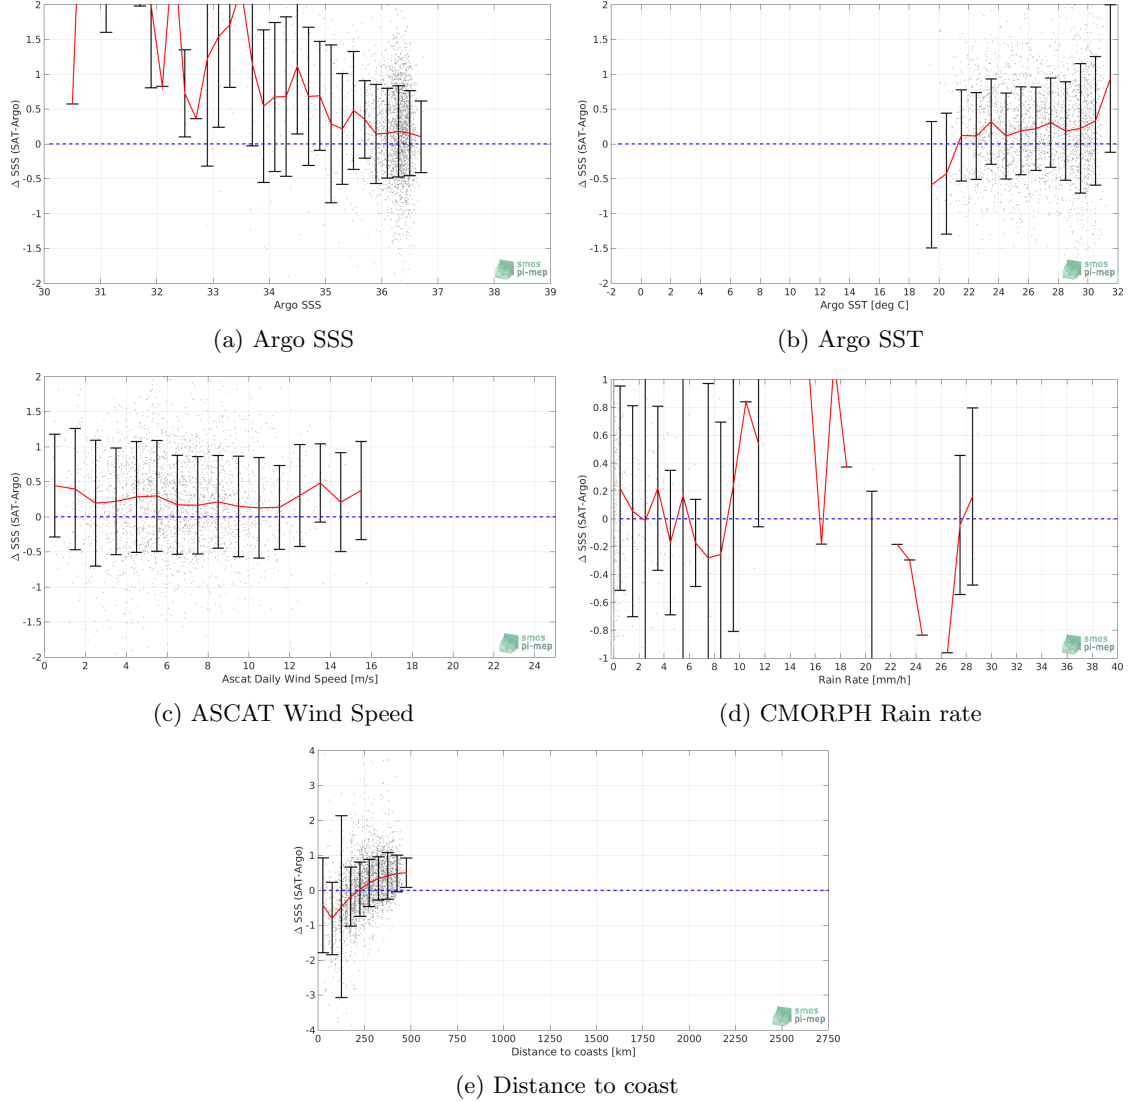 2
1.5
1
0.5
0
-0.5
-1
-1.5
-2
Δ SSS (SAT-Argo)
30 31 32 33 34 35 36 37 38 39
Argo SSS
smos
pi-mep
(a) Argo SSS
2
1.5
1
0.5
0
-0.5
-1
-1.5
-2
Δ SSS (SAT-Argo)
-2 0 2 4 6 8 10 12 14 16 18 20 22 24 26 28 30 32
Argo SST [deg C]
smos
pi-mep
(b) Argo SST
2
1.5
1
0.5
0
-0.5
-1
-1.5
-2
Δ SSS (SAT-Argo)
0 2 4 6 8 10 12 14 16 18 20 22 24
Ascat Daily Wind Speed [m/s]
smos
pi-mep
(c) ASCAT Wind Speed
1
0.8
0.6
0.4
0.2
0
-0.2
-0.4
-0.6
-0.8
-1
Δ SSS (SAT-Argo)
0 2 4 6 8 10 12 14 16 18 20 22 24 26 28 30 32 34 36 38 40
Rain Rate [mm/h]
smos
pi-mep
(d) CMORPH Rain rate
4
3
2
1
0
-1
-2
-3
-4
Δ SSS (SAT-Argo)
0 250 500 750 1000 1250 1500 1750 2000 2250 2500 2750
Distance to coasts [km]
smos
pi-mep
(e) Distance to coast